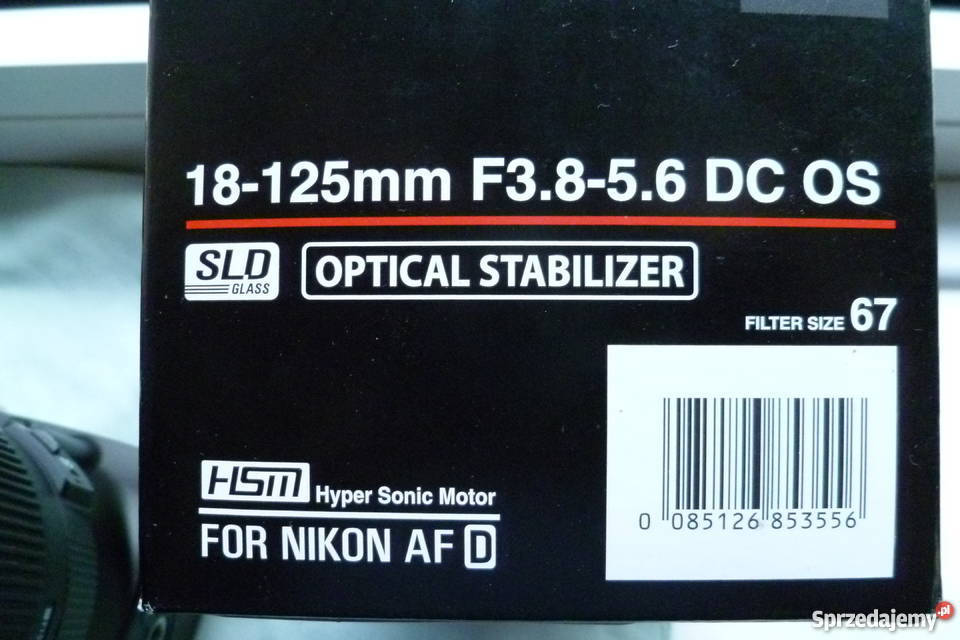 18-125mm F3.8-5.6 DC OS
SLD
GLASS
OPTICAL STABILIZER
FILTER SIZE 67
HSM Hyper Sonic Motor
FOR NIKON AF D
0 085126 853556
Sprzedajemy.pl